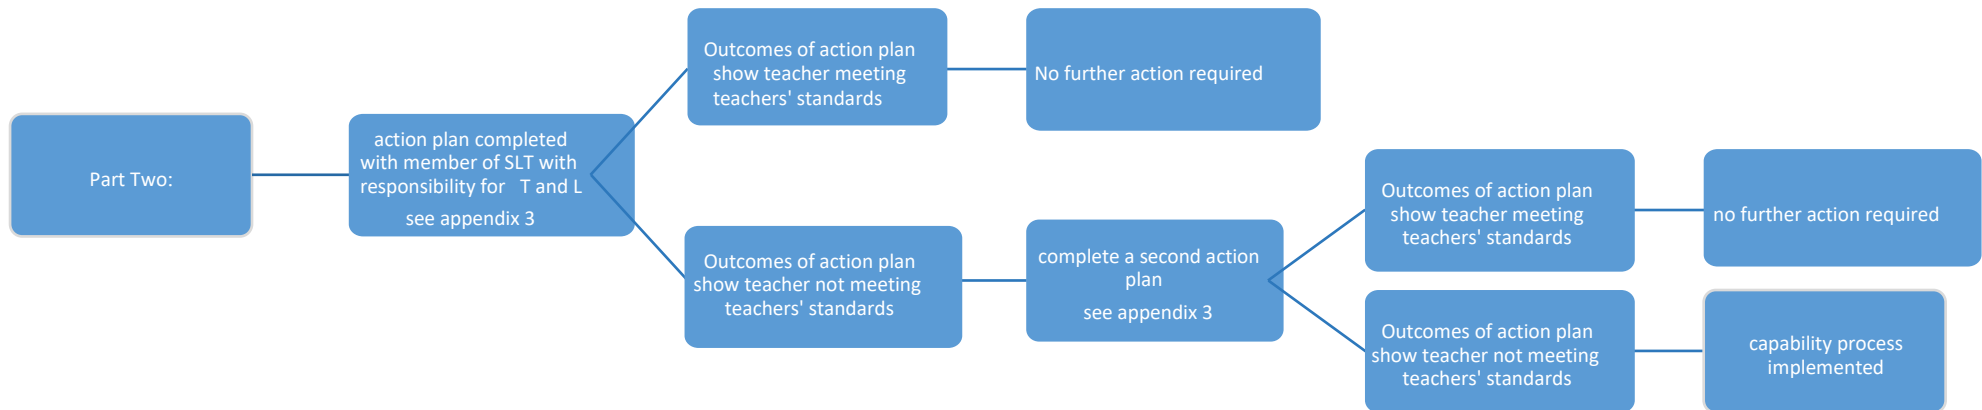 Part Two:
action plan completed
with member of SLT with
responsibility for T and L
see appendix 3
Outcomes of action plan
show teacher meeting
teachers' standards
No further action required
Outcomes of action plan
show teacher not meeting
teachers' standards
complete a second action
plan
see appendix 3
Outcomes of action plan
show teacher meeting
teachers' standards
no further action required
Outcomes of action plan
show teacher not meeting
teachers' standards
capability process
implemented